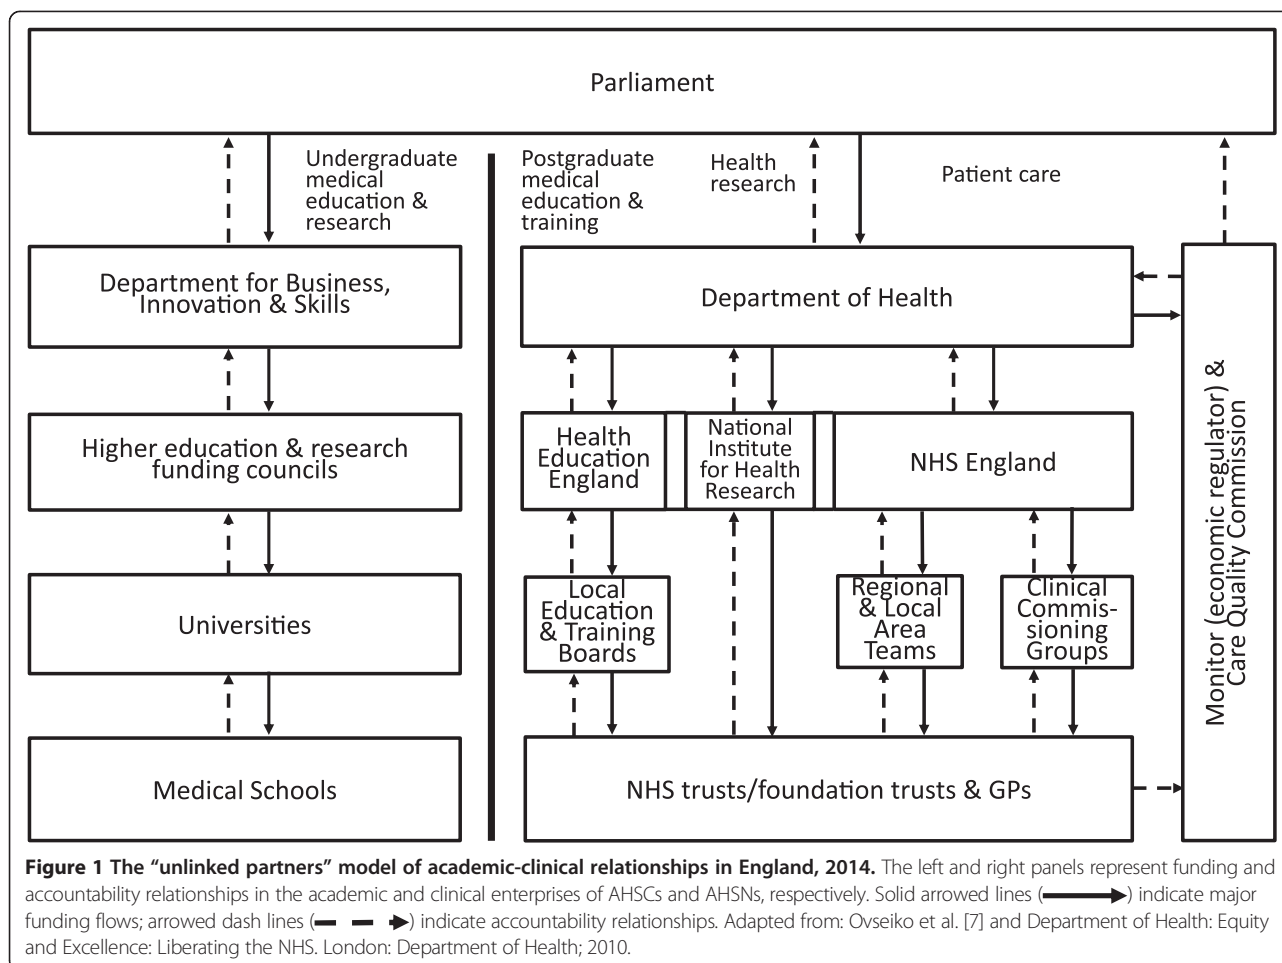 Parliament
Undergraduate
medical
education &
research
Postgraduate
medical
education &
training
Health
research
Patient care
Department for Business,
Innovation & Skills
Department of Health
Higher education & research
funding councils
Health
Education
England
National
Institute
for Health
Research
NHS England
Universities
Local
Education
& Training
Boards
Regional
& Local
Area
Teams
Clinical
Commis-
sioning
Groups
Medical Schools
NHS trusts/foundation trusts & GPs
Monitor (economic regulator) &
Care Quality Commission
Figure 1 The “unlinked partners” model of academic-clinical relationships in England, 2014. The left and right panels represent funding and
accountability relationships in the academic and clinical enterprises of AHSCs and AHSNs, respectively. Solid arrowed lines () indicate major
funding flows; arrowed dash lines () indicate accountability relationships. Adapted from: Ovseiko et al. [7] and Department of Health: Equity
and Excellence: Liberating the NHS. London: Department of Health; 2010.